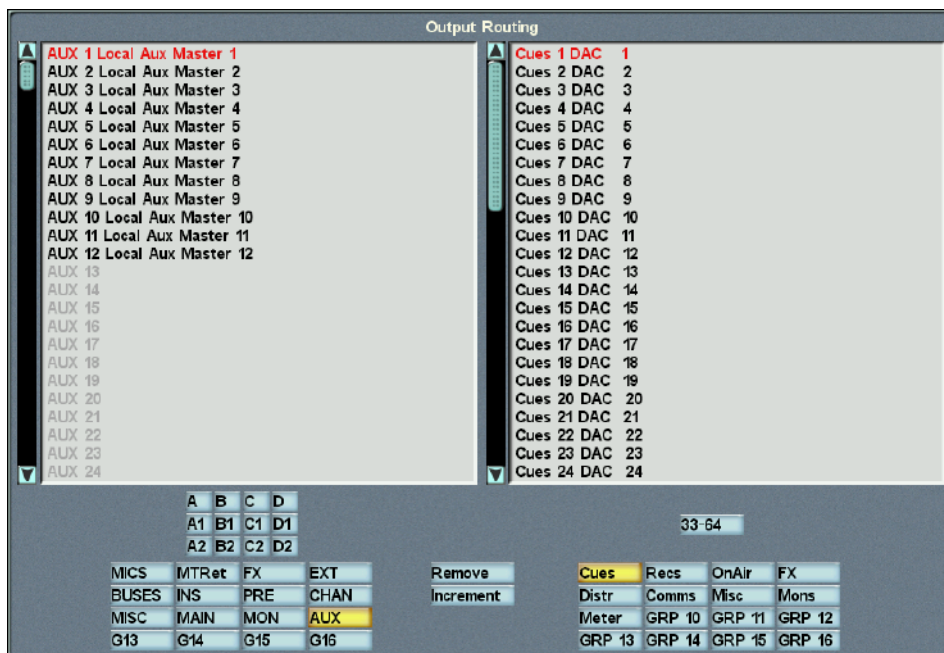 Output Routing
AUX 1 Local Aux Master 1
AUX 2 Local Aux Master 2
AUX 3 Local Aux Master 3
AUX 4 Local Aux Master 4
AUX 5 Local Aux Master 5
AUX 6 Local Aux Master 6
AUX 7 Local Aux Master 7
AUX 8 Local Aux Master 8
AUX 9 Local Aux Master 9
AUX 10 Local Aux Master 10
AUX 11 Local Aux Master 11
AUX 12 Local Aux Master 12
AUX 13
AUX 14
AUX 15
AUX 16
AUX 17
AUX 18
AUX 19
AUX 20
AUX 21
AUX 22
AUX 23
AUX 24
Cues 1 DAC 1
Cues 2 DAC 2
Cues 3 DAC 3
Cues 4 DAC 4
Cues 5 DAC 5
Cues 6 DAC 6
Cues 7 DAC 7
Cues 8 DAC 8
Cues 9 DAC 9
Cues 10 DAC 10
Cues 11 DAC 11
Cues 12 DAC 12
Cues 13 DAC 13
Cues 14 DAC 14
Cues 15 DAC 15
Cues 16 DAC 16
Cues 17 DAC 17
Cues 18 DAC 18
Cues 19 DAC 19
Cues 20 DAC 20
Cues 21 DAC 21
Cues 22 DAC 22
Cues 23 DAC 23
Cues 24 DAC 24
A B C D
A1 B1 C1 D1
A2 B2 C2 D2
33-64
MICS MTRet FX EXT
BUSES INS PRE CHAN
MISC MAIN MON AUX
G13 G14 G15 G16
Remove
Increment
Cues Recs OnAir FX
Distr Comms Misc Mons
Meter GRP 10 GRP 11 GRP 12
GRP 13 GRP 14 GRP 15 GRP 16